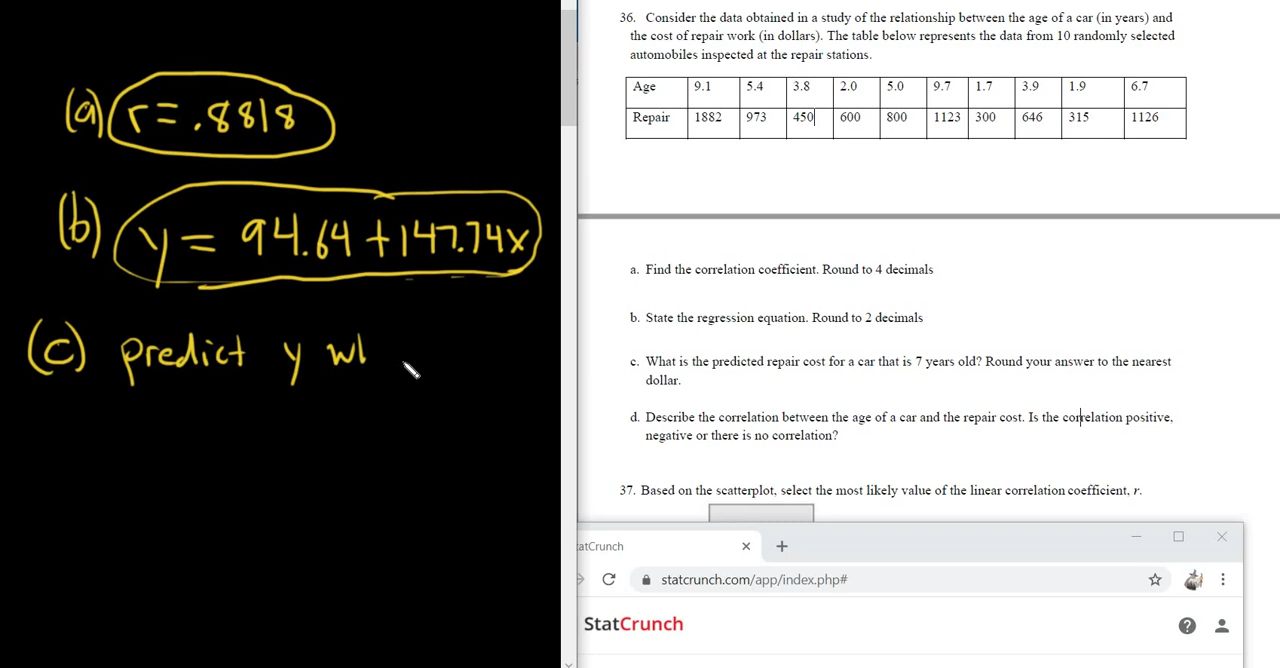 (a) r = .8818
(b) y = 94.64 + 147.74x
(c) predict y wh
36. Consider the data obtained in a study of the relationship between the age of a car (in years) and
the cost of repair work (in dollars). The table below represents the data from 10 randomly selected
automobiles inspected at the repair stations.
Age 9.1 5.4 3.8 2.0 5.0 9.7 1.7 3.9 1.9 6.7
Repair 1882 973 450 600 800 1123 300 646 315 1126
a. Find the correlation coefficient. Round to 4 decimals
b. State the regression equation. Round to 2 decimals
c. What is the predicted repair cost for a car that is 7 years old? Round your answer to the nearest
dollar.
d. Describe the correlation between the age of a car and the repair cost. Is the correlation positive,
negative or there is no correlation?
37. Based on the scatterplot, select the most likely value of the linear correlation coefficient, r.
atCrunch
statcrunch.com/app/index.php#
StatCrunch